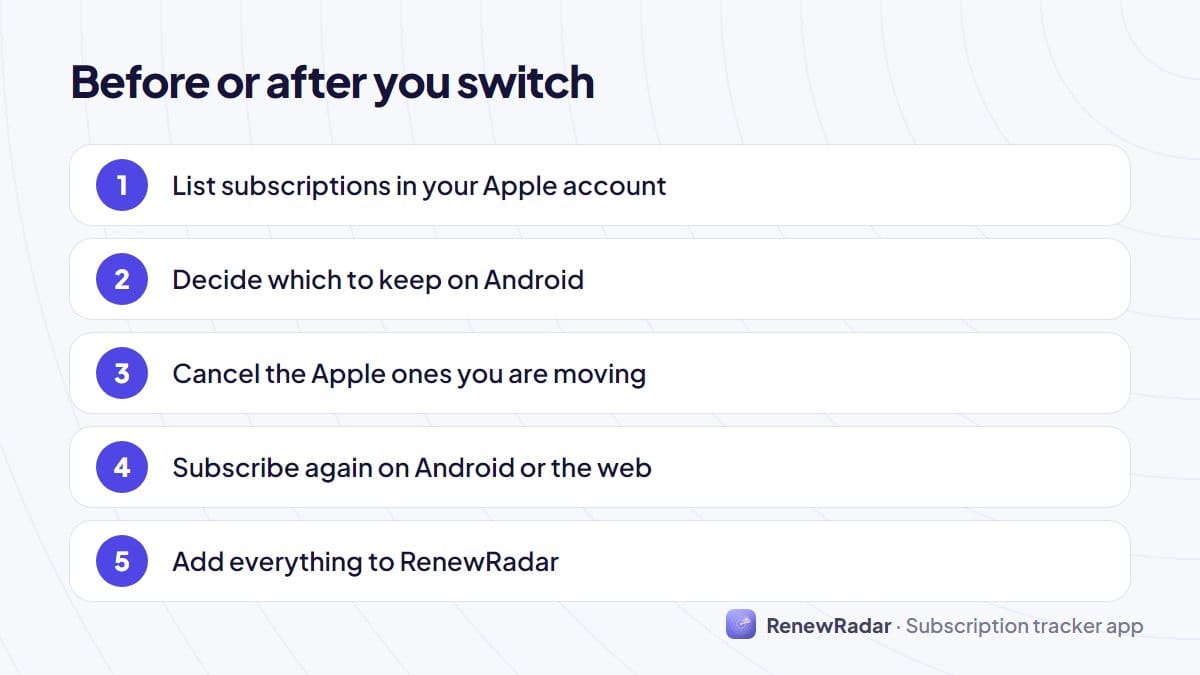 Before or after you switch
1 List subscriptions in your Apple account
2 Decide which to keep on Android
3 Cancel the Apple ones you are moving
4 Subscribe again on Android or the web
5 Add everything to RenewRadar
RenewRadar · Subscription tracker app